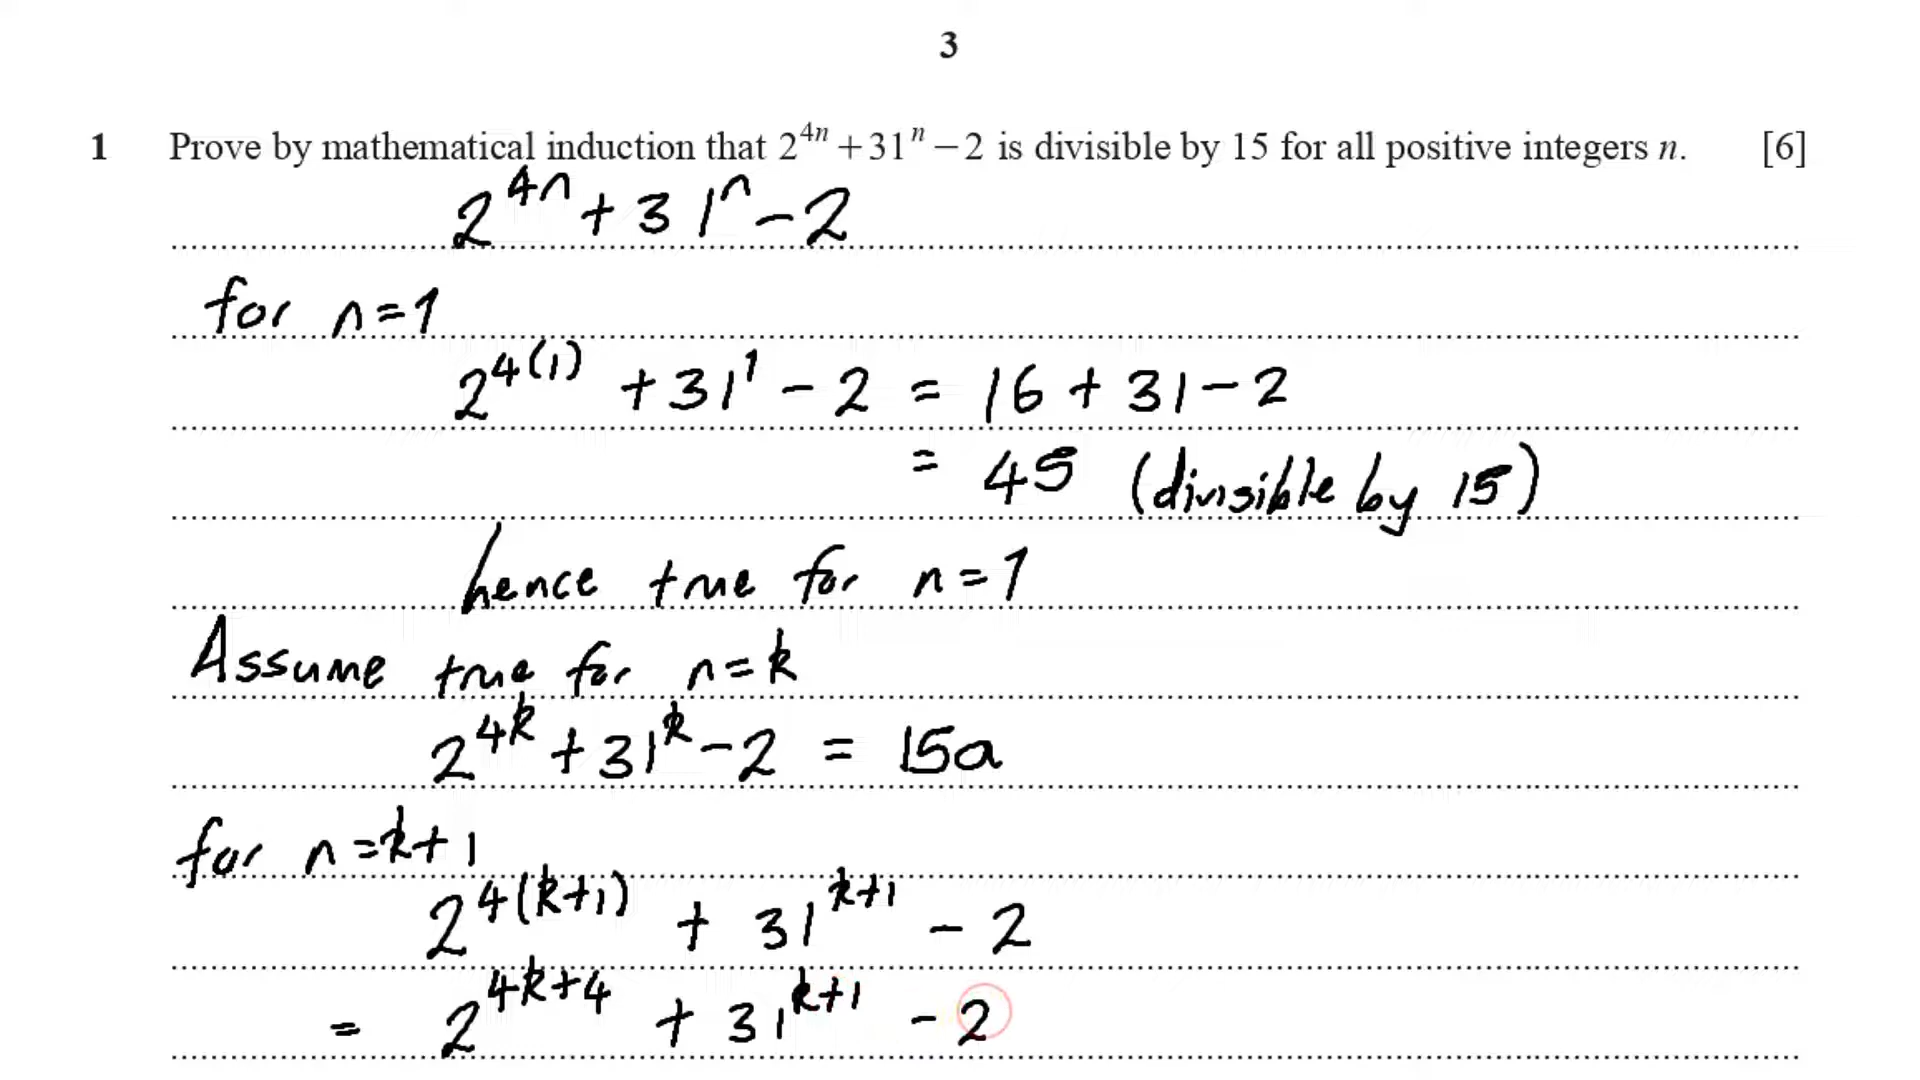 3
1 Prove by mathematical induction that 2^{4n} + 31^n − 2 is divisible by 15 for all positive integers n. [6]
2^{4n} + 31^n − 2
for n=1
2^{4(1)} + 31^1 − 2 = 16 + 31 − 2
= 45 (divisible by 15)
hence true for n=1
Assume true for n=k
2^{4k} + 31^k − 2 = 15a
for n=k+1
2^{4(k+1)} + 31^{k+1} − 2
= 2^{4k+4} + 31^{k+1} − 2